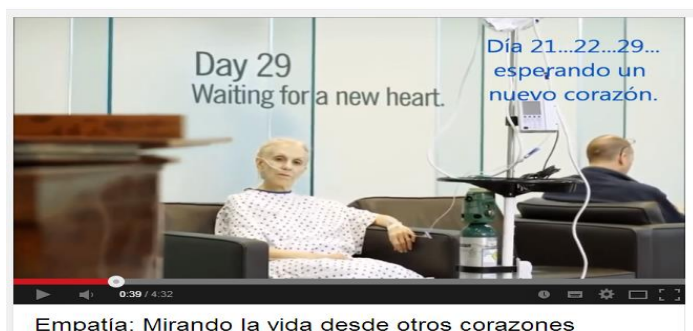 Day 29
Waiting for a new heart.
Día 21...22...29...
esperando un
nuevo corazón.
0:39 / 4:32
Empatía: Mirando la vida desde otros corazones